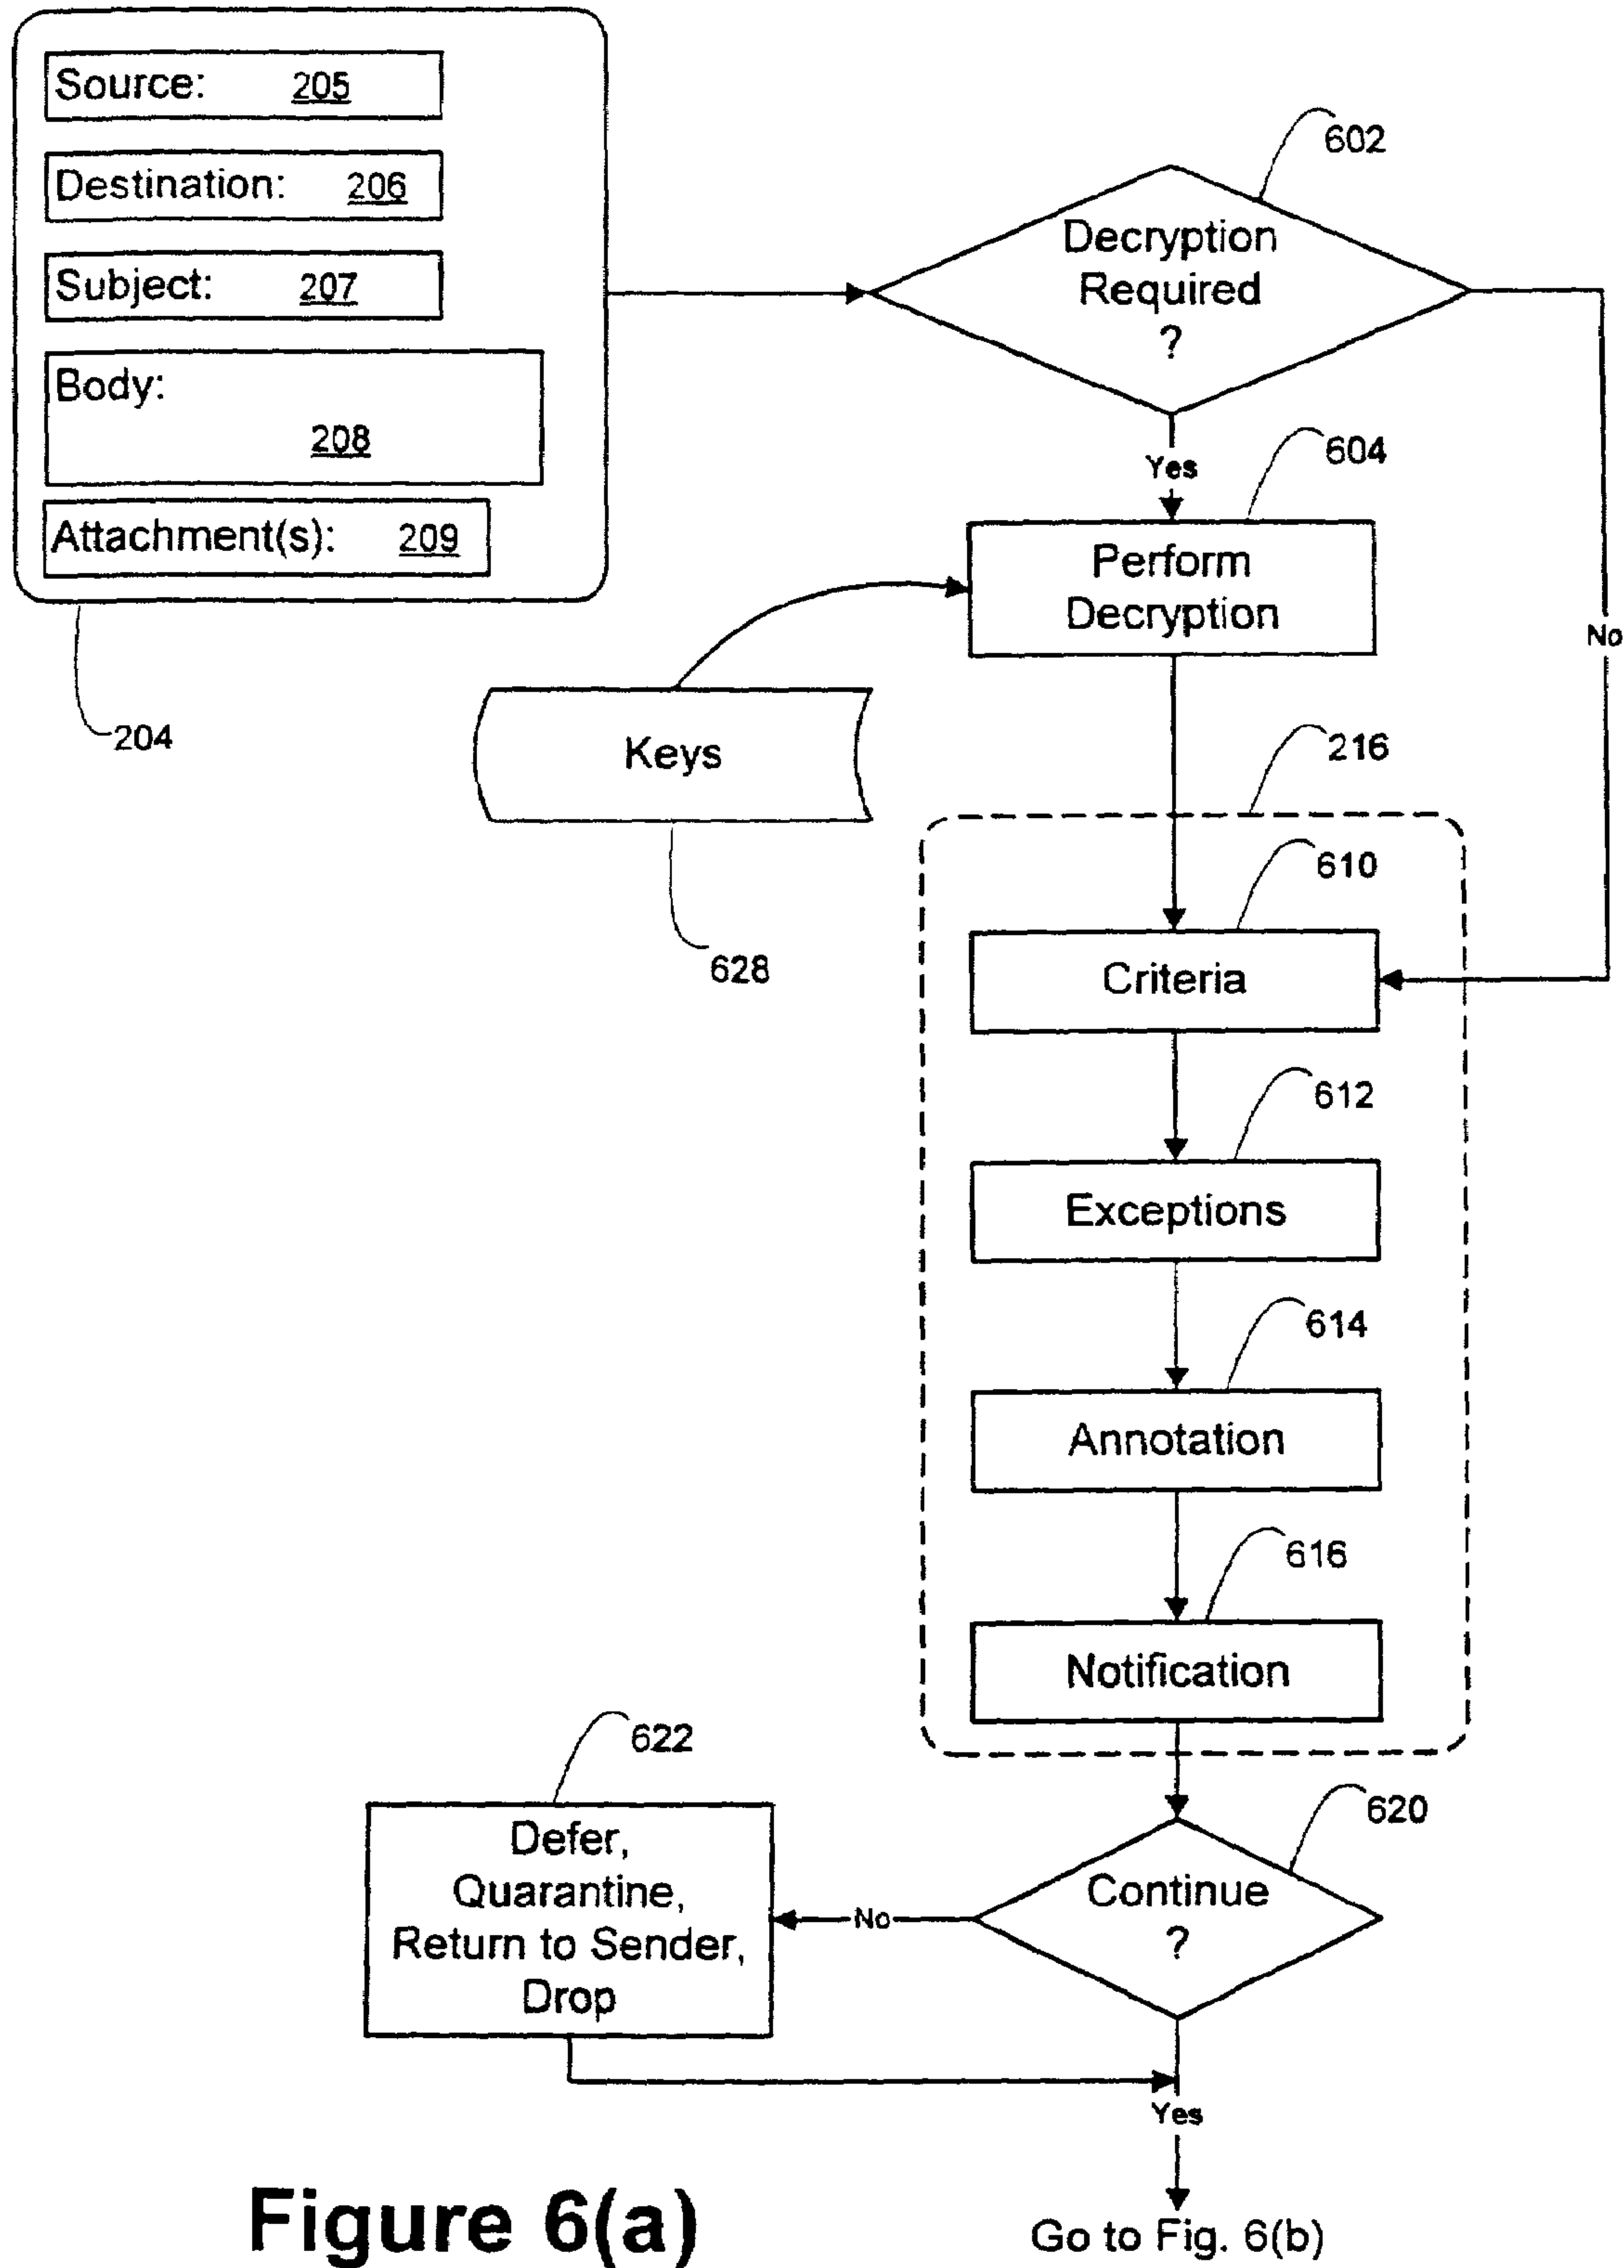 Source: 205
Destination: 206
Subject: 207
Body:
208
Attachment(s): 209
204
602
Decryption
Required
?
Yes
No
604
Perform
Decryption
Keys
628
216
610
Criteria
612
Exceptions
614
Annotation
616
Notification
622
Defer,
Quarantine,
Return to Sender,
Drop
No
620
Continue
?
Yes
Figure 6(a)
Go to Fig. 6(b)